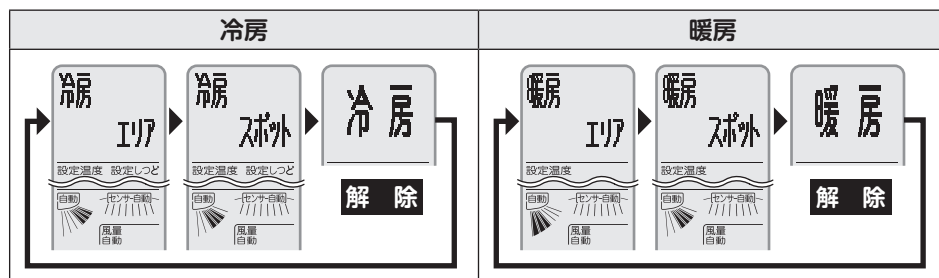 冷房
暖房
冷房
エリア
設定温度 設定しつど
自動 センサー自動
風量
自動
冷房
スポット
設定温度 設定しつど
自動 センサー自動
風量
自動
冷房
解除
暖房
エリア
設定温度
自動 センサー自動
風量
自動
暖房
スポット
設定温度
自動 センサー自動
風量
自動
暖房
解除